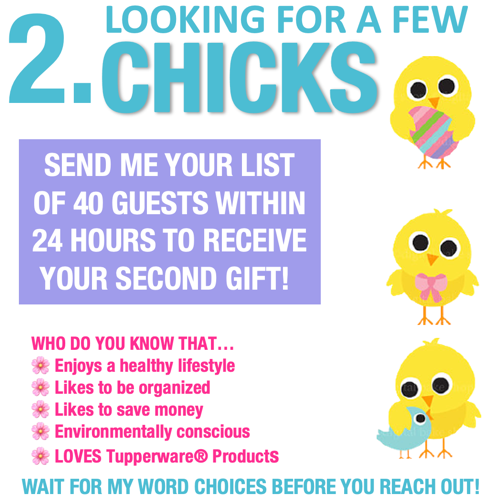 2. LOOKING FOR A FEW
CHICKS
SEND ME YOUR LIST
OF 40 GUESTS WITHIN
24 HOURS TO RECEIVE
YOUR SECOND GIFT!
WHO DO YOU KNOW THAT...
🌸 Enjoys a healthy lifestyle
🌸 Likes to be organized
🌸 Likes to save money
🌸 Environmentally conscious
🌸 LOVES Tupperware® Products
WAIT FOR MY WORD CHOICES BEFORE YOU REACH OUT!